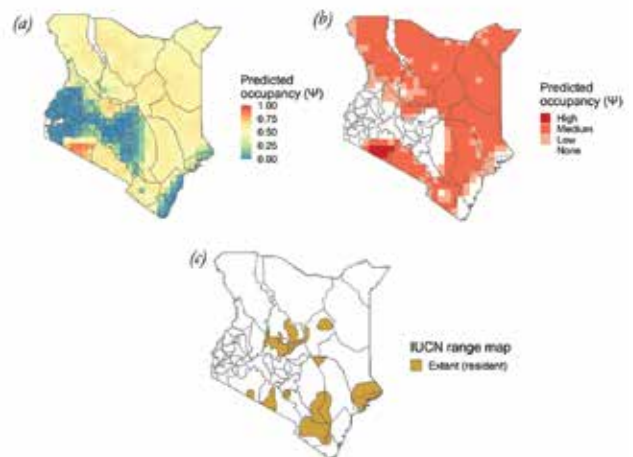 (a)
Predicted
occupancy (Ψ)
1.00
0.75
0.50
0.25
0.00
(b)
Predicted
occupancy (Ψ)
High
Medium
Low
None
(c)
IUCN range map
Extant (resident)